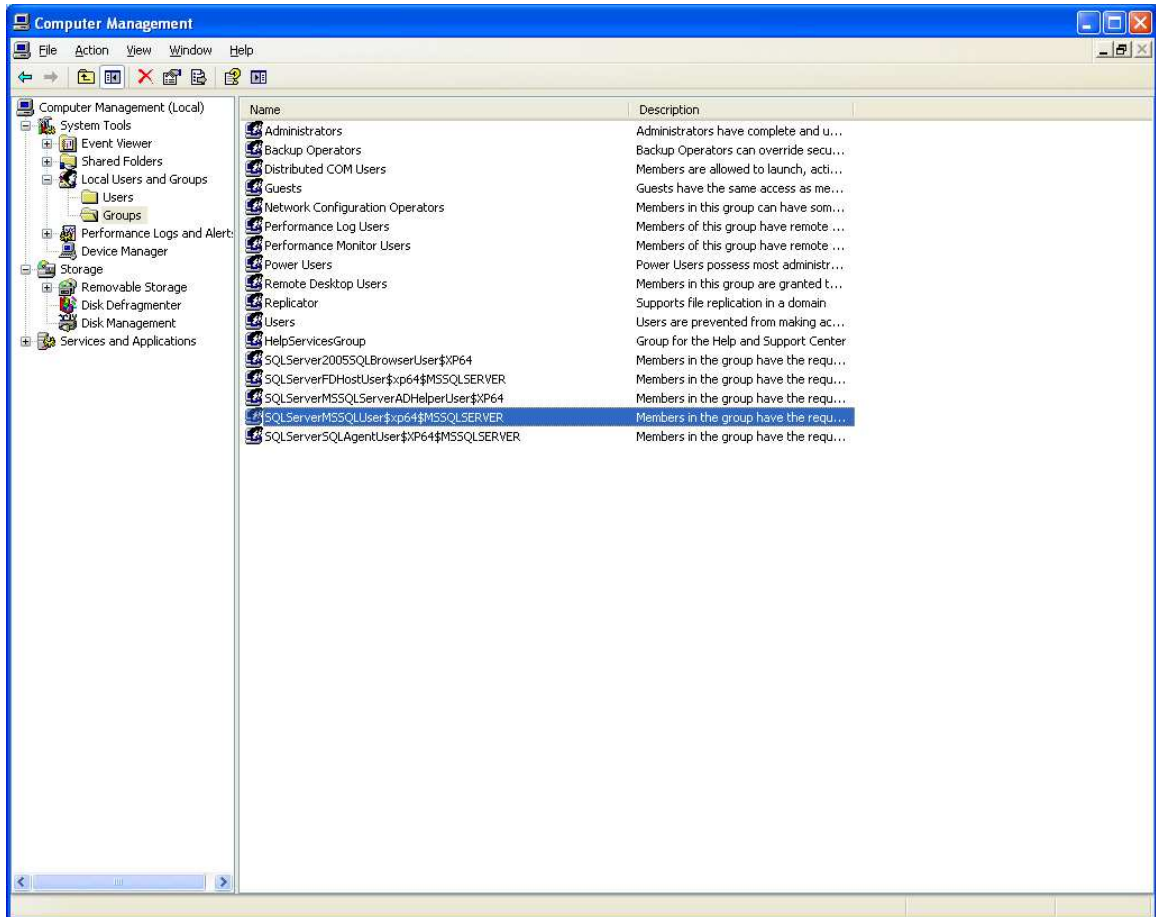 Computer Management
File Action View Window Help
Computer Management (Local)
System Tools
Event Viewer
Shared Folders
Local Users and Groups
Users
Groups
Performance Logs and Alert:
Device Manager
Storage
Removable Storage
Disk Defragmenter
Disk Management
Services and Applications
Name Description
Administrators Administrators have complete and u...
Backup Operators Backup Operators can override secu...
Distributed COM Users Members are allowed to launch, acti...
Guests Guests have the same access as me...
Network Configuration Operators Members in this group can have som...
Performance Log Users Members of this group have remote ...
Performance Monitor Users Members of this group have remote ...
Power Users Power Users possess most administr...
Remote Desktop Users Members in this group are granted t...
Replicator Supports file replication in a domain
Users Users are prevented from making ac...
HelpServicesGroup Group for the Help and Support Center
SQLServer2005SQLBrowserUser$XP64 Members in the group have the requ...
SQLServerFDHostUser$xp64$MSSQLSERVER Members in the group have the requ...
SQLServerMSSQLServerADHelperUser$XP64 Members in the group have the requ...
SQLServerMSSQLUser$xp64$MSSQLSERVER Members in the group have the requ...
SQLServerSQLAgentUser$XP64$MSSQLSERVER Members in the group have the requ...